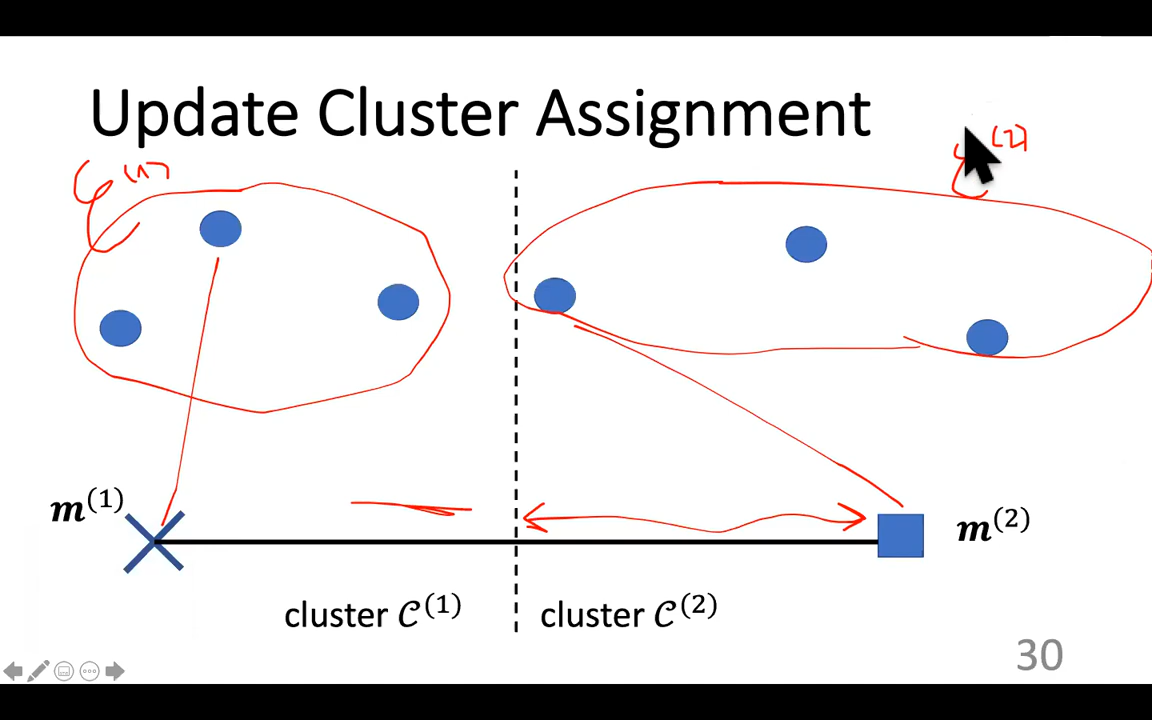 Update Cluster Assignment
𝒞⁽¹⁾
𝒞⁽²⁾
𝒎⁽¹⁾
𝒎⁽²⁾
cluster 𝒞⁽¹⁾ cluster 𝒞⁽²⁾
30